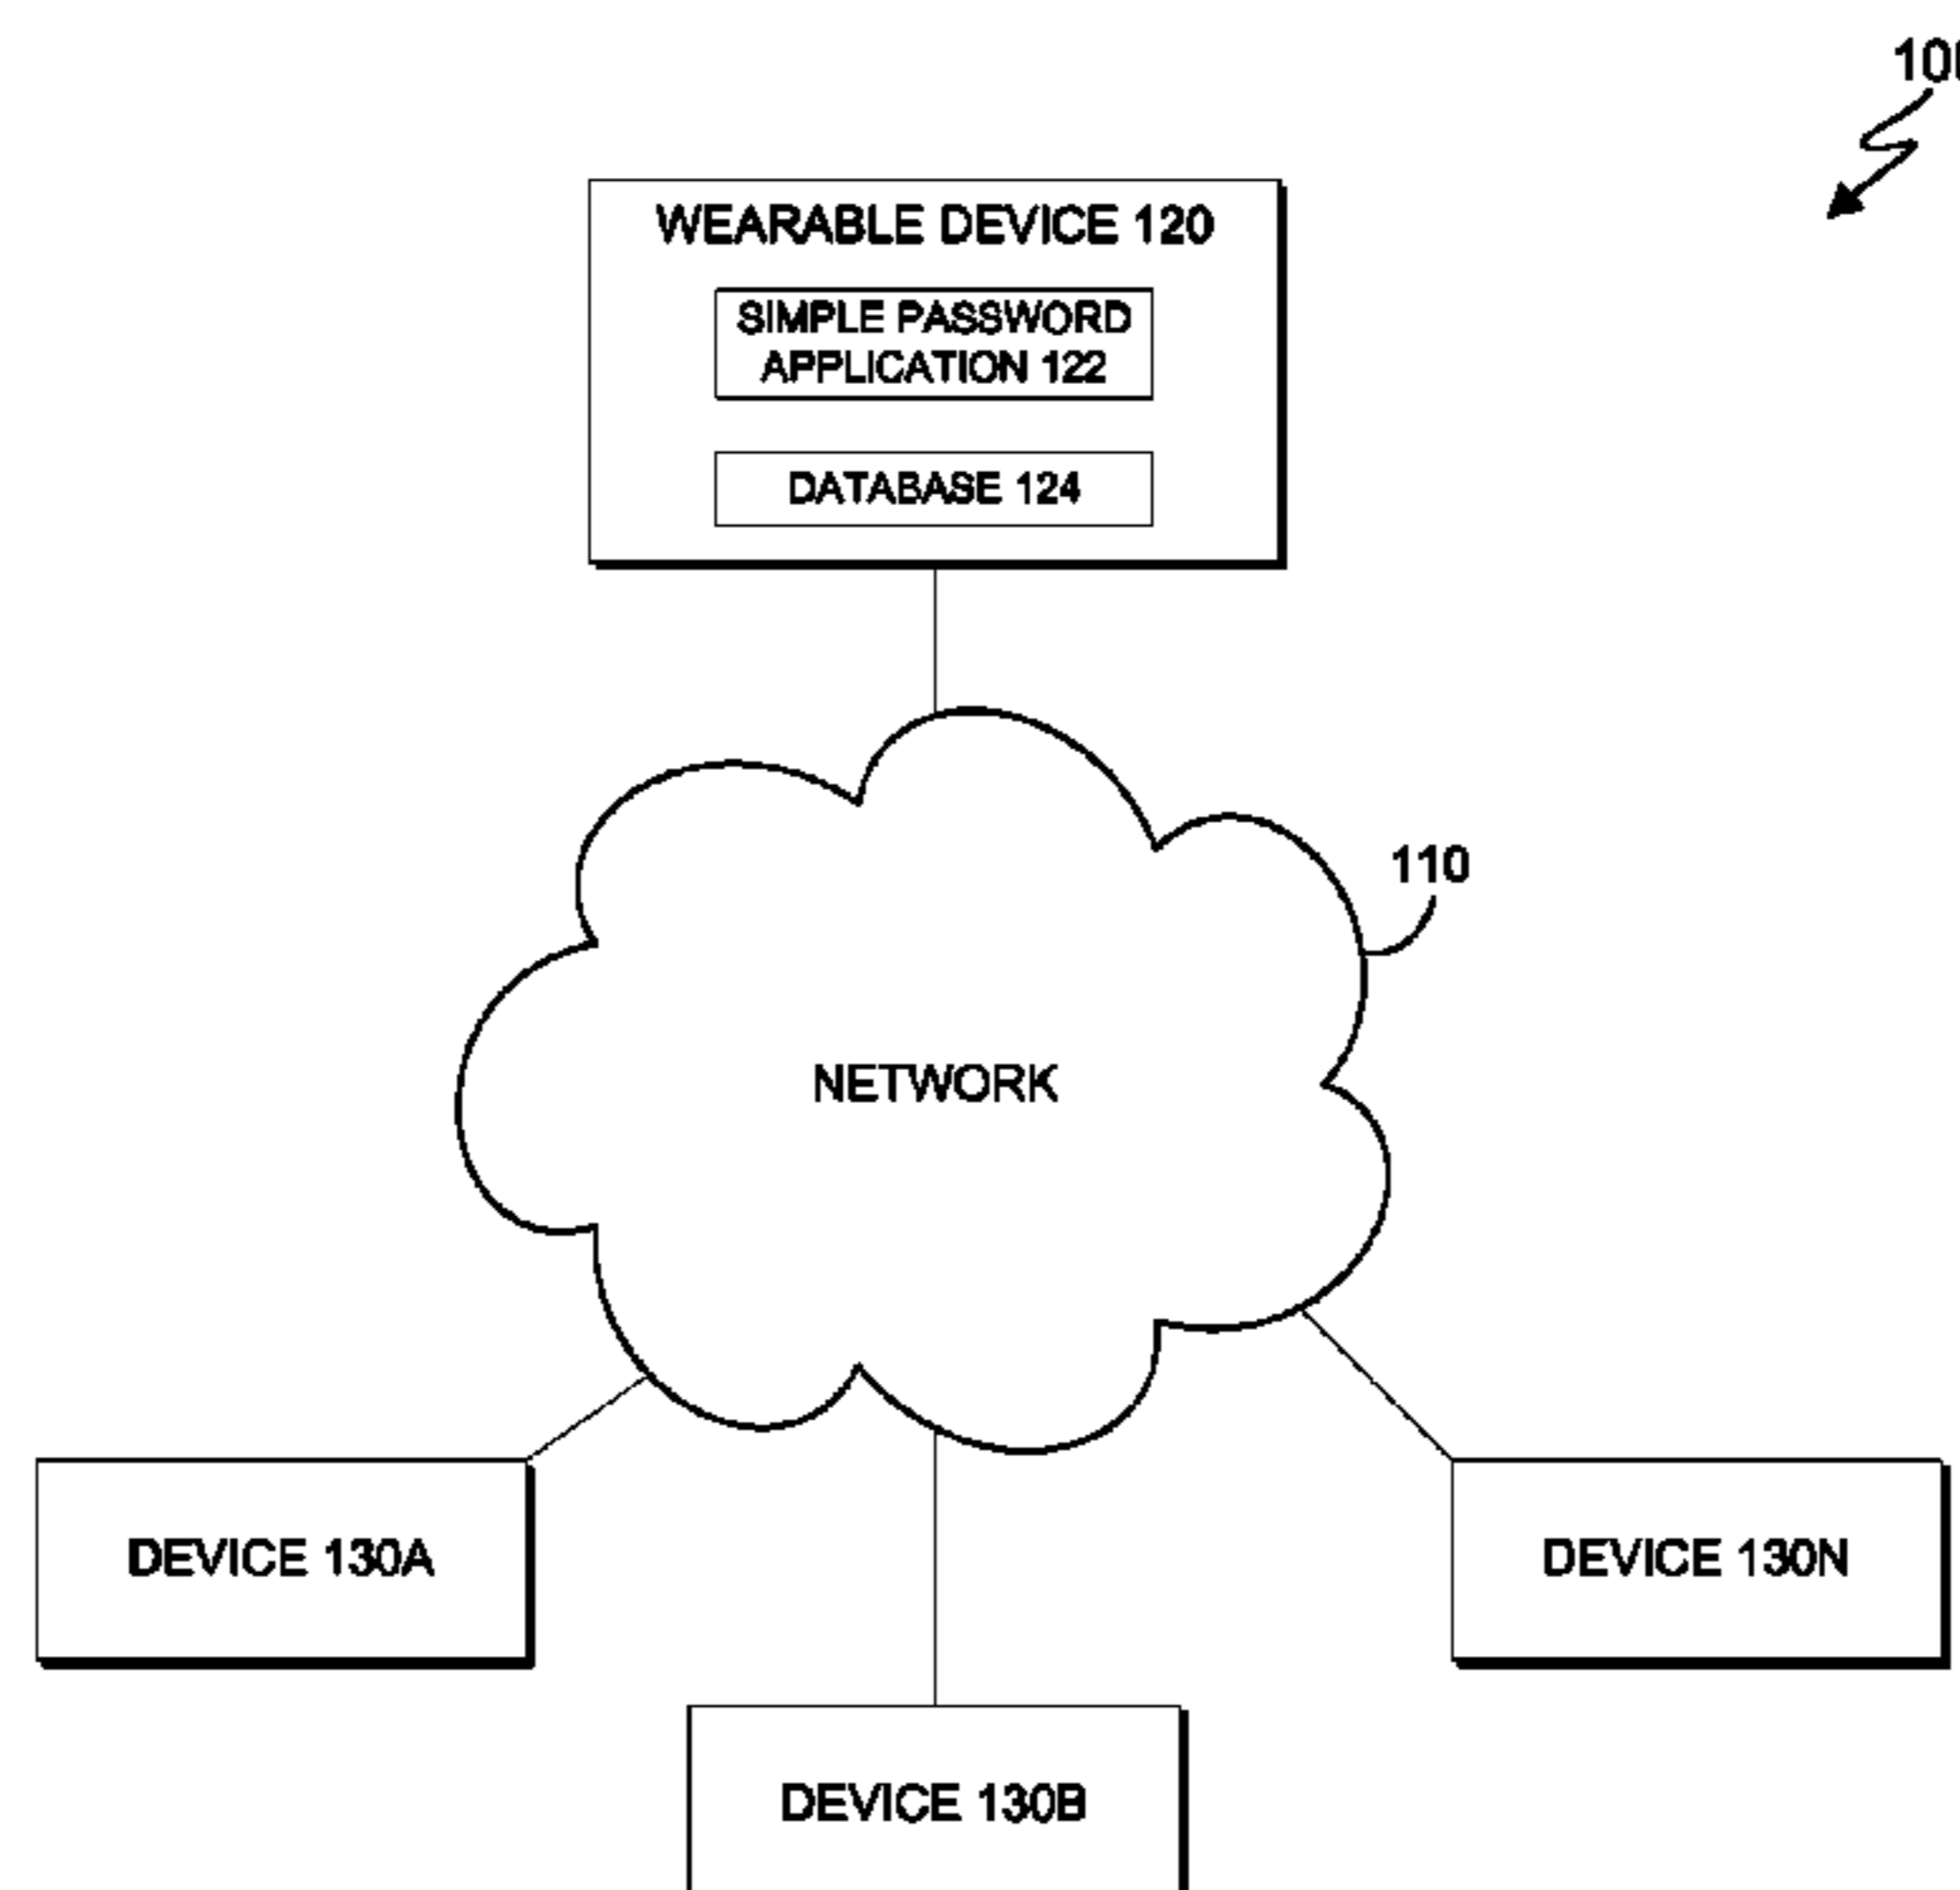 WEARABLE DEVICE 120
SIMPLE PASSWORD
APPLICATION 122
DATABASE 124
110
NETWORK
DEVICE 130A
DEVICE 130N
DEVICE 130B